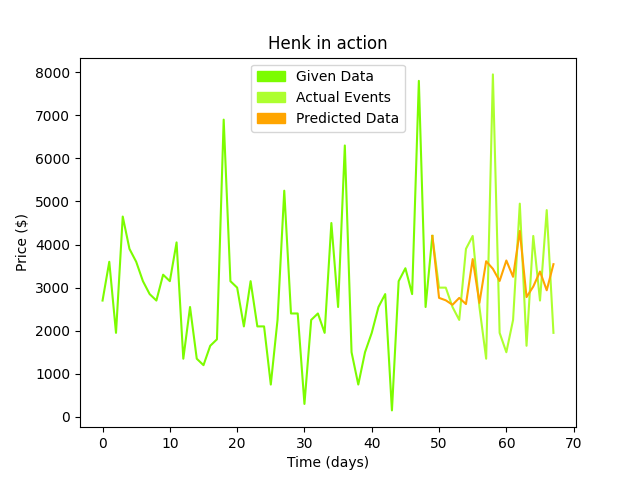 Henk in action
Given Data
Actual Events
Predicted Data
Price ($)
8000
7000
6000
5000
4000
3000
2000
1000
0
0 10 20 30 40 50 60 70
Time (days)